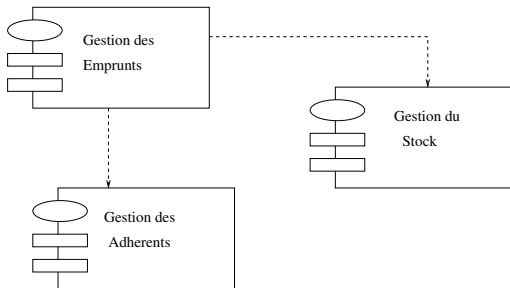 Gestion des
Emprunts
Gestion du
Stock
Gestion des
Adherents